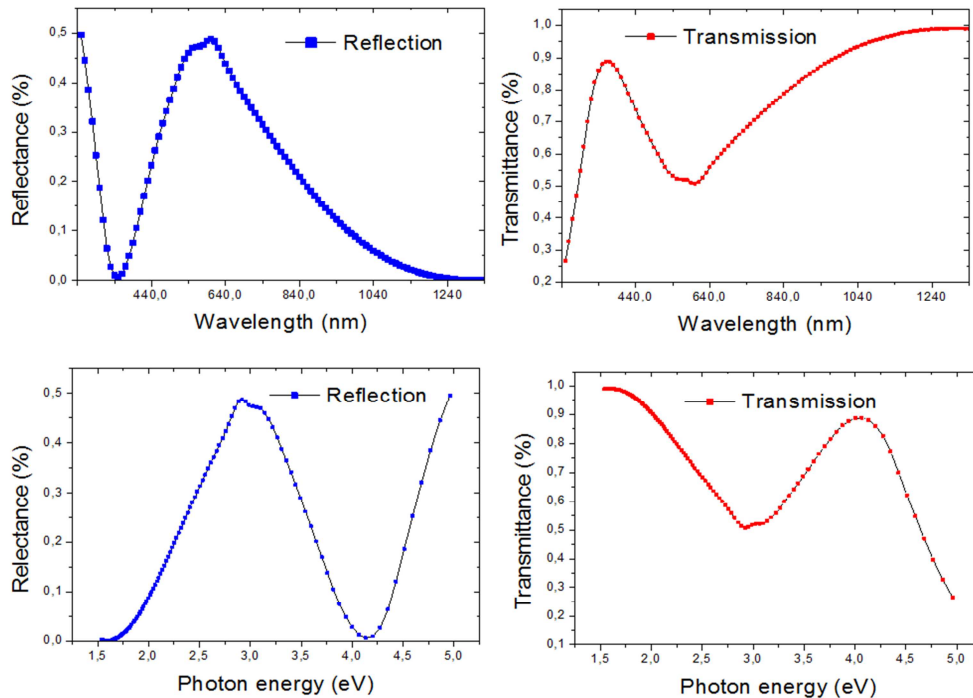 Reflection
Reflectance (%)
0,5
0,4
0,3
0,2
0,1
0,0
440,0 640,0 840,0 1040 1240
Wavelength (nm)
Transmission
Transmittance (%)
1,0
0,9
0,8
0,7
0,6
0,5
0,4
0,3
0,2
440,0 640,0 840,0 1040 1240
Wavelength (nm)
Reflection
Relectance (%)
0,5
0,4
0,3
0,2
0,1
0,0
1,5 2,0 2,5 3,0 3,5 4,0 4,5 5,0
Photon energy (eV)
Transmission
Transmittance (%)
1,0
0,9
0,8
0,7
0,6
0,5
0,4
0,3
0,2
0,1
1,5 2,0 2,5 3,0 3,5 4,0 4,5 5,0
Photon energy (eV)